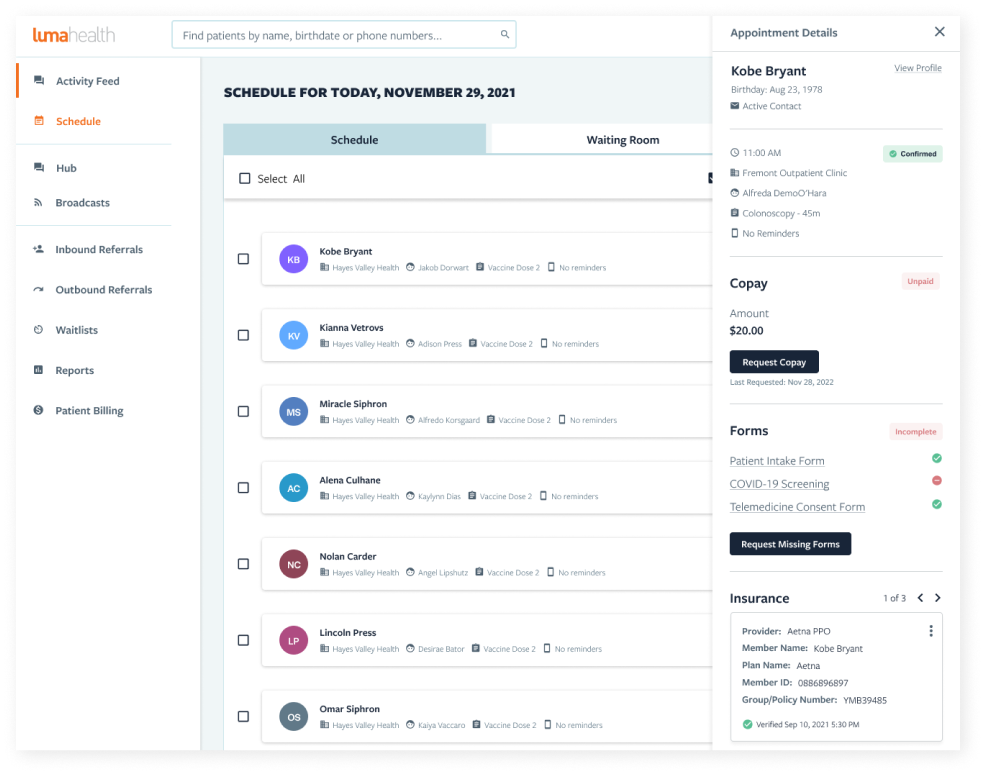 lumahealth
Find patients by name, birthdate or phone numbers...
Activity Feed
Schedule
Hub
Broadcasts
Inbound Referrals
Outbound Referrals
Waitlists
Reports
Patient Billing
SCHEDULE FOR TODAY, NOVEMBER 29, 2021
Schedule
Waiting Room
Select All
KB
Kobe Bryant
Hayes Valley Health Jakob Dorwart Vaccine Dose 2 No reminders
KV
Kianna Vetrovs
Hayes Valley Health Adison Press Vaccine Dose 2 No reminders
MS
Miracle Siphron
Hayes Valley Health Alfredo Korsgaard Vaccine Dose 2 No reminders
AC
Alena Culhane
Hayes Valley Health Kaylynn Dias Vaccine Dose 2 No reminders
NC
Nolan Carder
Hayes Valley Health Angel Lipshutz Vaccine Dose 2 No reminders
LP
Lincoln Press
Hayes Valley Health Desirae Bator Vaccine Dose 2 No reminders
OS
Omar Siphron
Hayes Valley Health Kaiya Vaccaro Vaccine Dose 2 No reminders
Appointment Details
Kobe Bryant
View Profile
Birthday: Aug 23, 1978
Active Contact
11:00 AM
Confirmed
Fremont Outpatient Clinic
Alfreda DemoO'Hara
Colonoscopy - 45m
No Reminders
Copay
Unpaid
Amount
$20.00
Request Copay
Last Requested: Nov 28, 2022
Forms
Incomplete
Patient Intake Form
COVID-19 Screening
Telemedicine Consent Form
Request Missing Forms
Insurance
1 of 3
Provider: Aetna PPO
Member Name: Kobe Bryant
Plan Name: Aetna
Member ID: 0886896897
Group/Policy Number: YMB39485
Verified Sep 10, 2021 5:30 PM